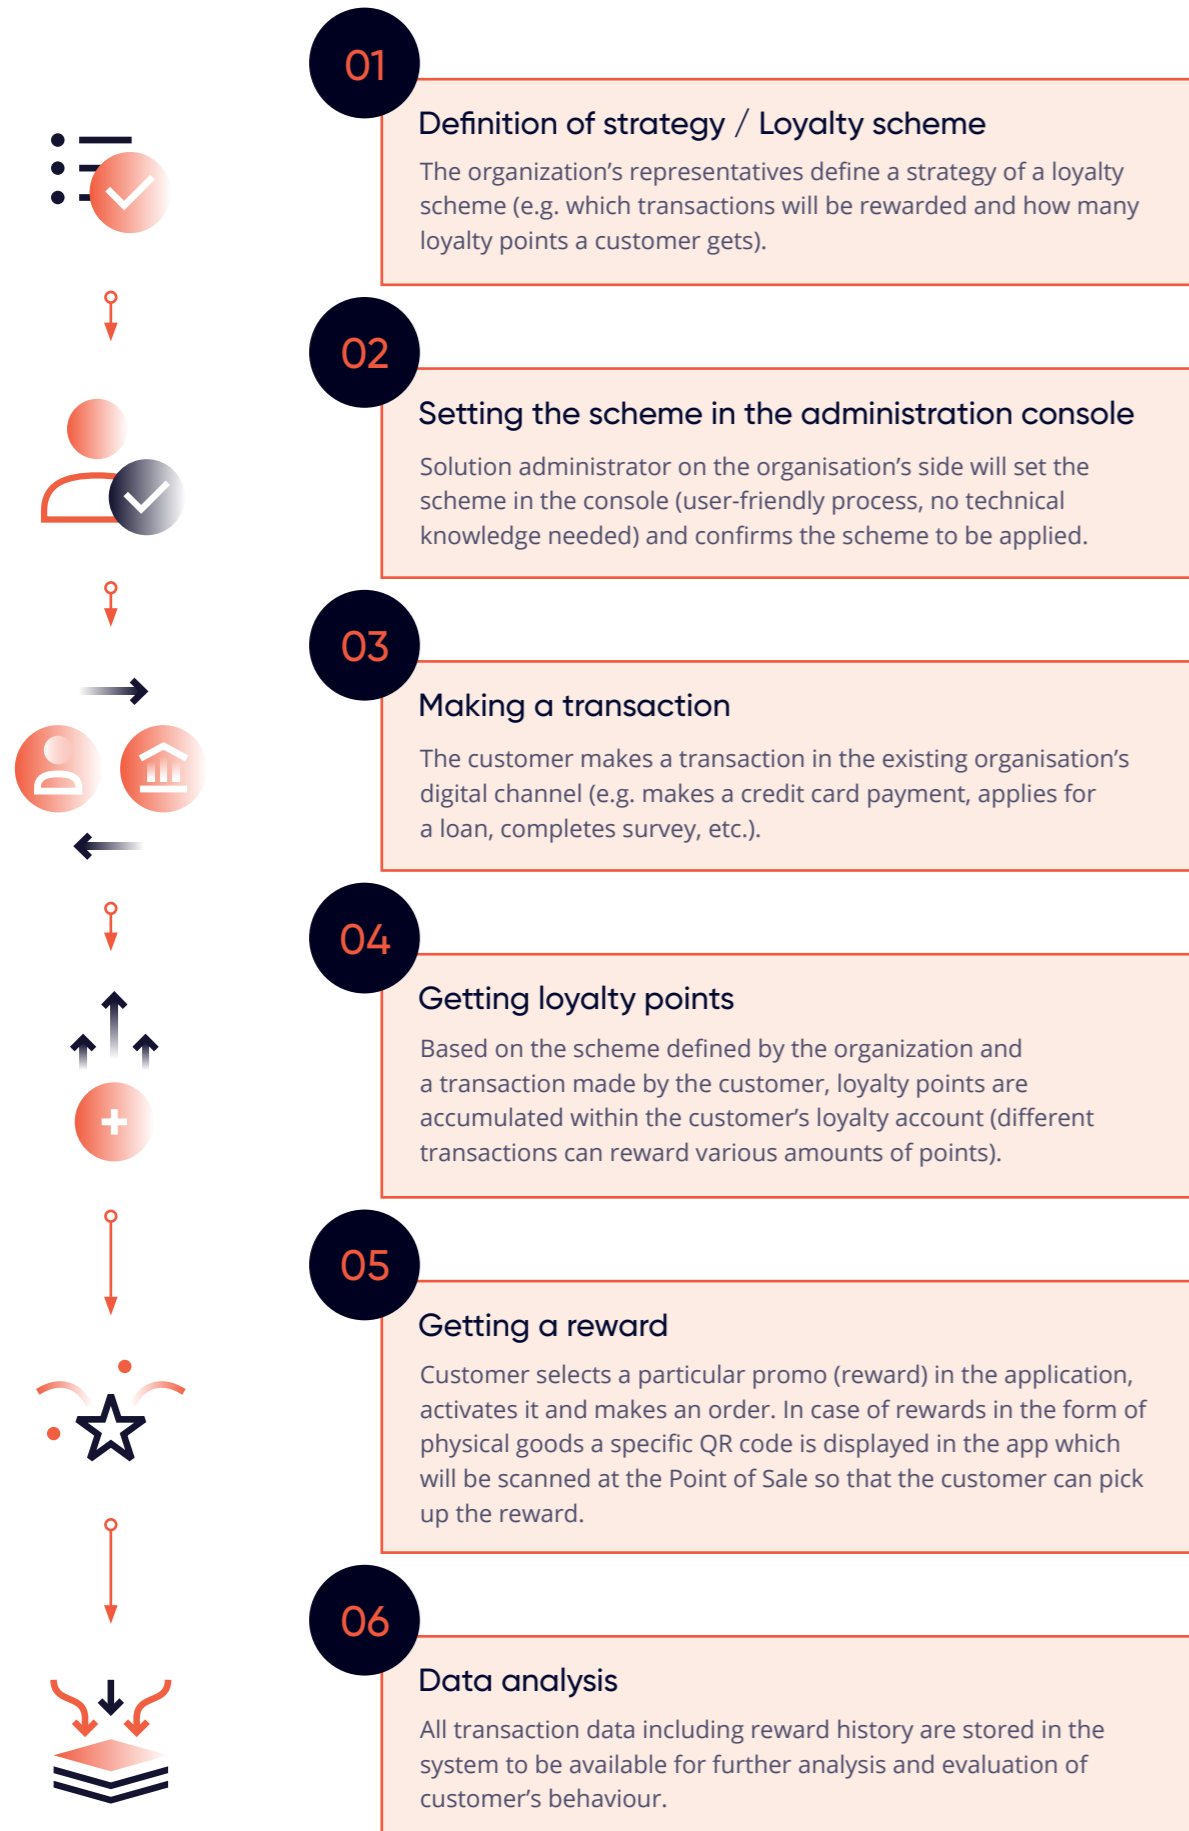 01
Definition of strategy / Loyalty scheme
The organization’s representatives define a strategy of a loyalty
scheme (e.g. which transactions will be rewarded and how many
loyalty points a customer gets).
02
Setting the scheme in the administration console
Solution administrator on the organisation’s side will set the
scheme in the console (user-friendly process, no technical
knowledge needed) and confirms the scheme to be applied.
03
Making a transaction
The customer makes a transaction in the existing organisation’s
digital channel (e.g. makes a credit card payment, applies for
a loan, completes survey, etc.).
04
Getting loyalty points
Based on the scheme defined by the organization and
a transaction made by the customer, loyalty points are
accumulated within the customer’s loyalty account (different
transactions can reward various amounts of points).
05
Getting a reward
Customer selects a particular promo (reward) in the application,
activates it and makes an order. In case of rewards in the form of
physical goods a specific QR code is displayed in the app which
will be scanned at the Point of Sale so that the customer can pick
up the reward.
06
Data analysis
All transaction data including reward history are stored in the
system to be available for further analysis and evaluation of
customer’s behaviour.